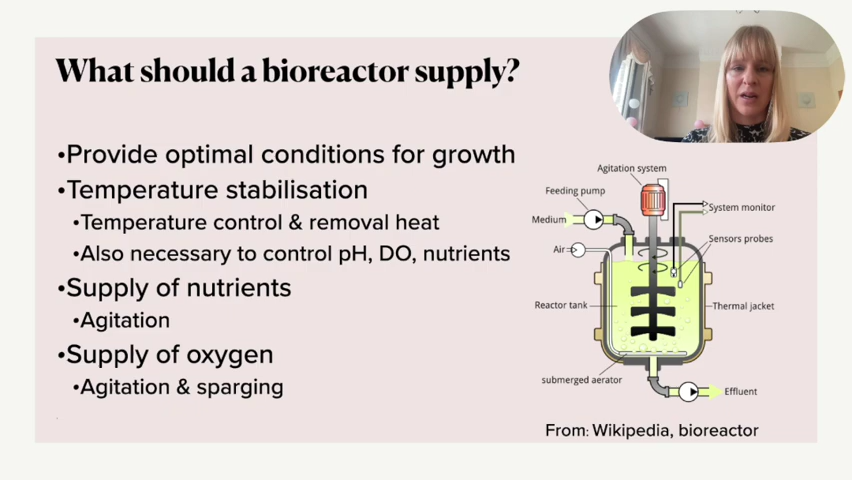 What should a bioreactor supply?
•Provide optimal conditions for growth
•Temperature stabilisation
•Temperature control & removal heat
•Also necessary to control pH, DO, nutrients
•Supply of nutrients
•Agitation
•Supply of oxygen
•Agitation & sparging
Agitation system
Feeding pump
System monitor
Medium
Sensors probes
Air
Reactor tank
Thermal jacket
submerged aerator
Effluent
From: Wikipedia, bioreactor